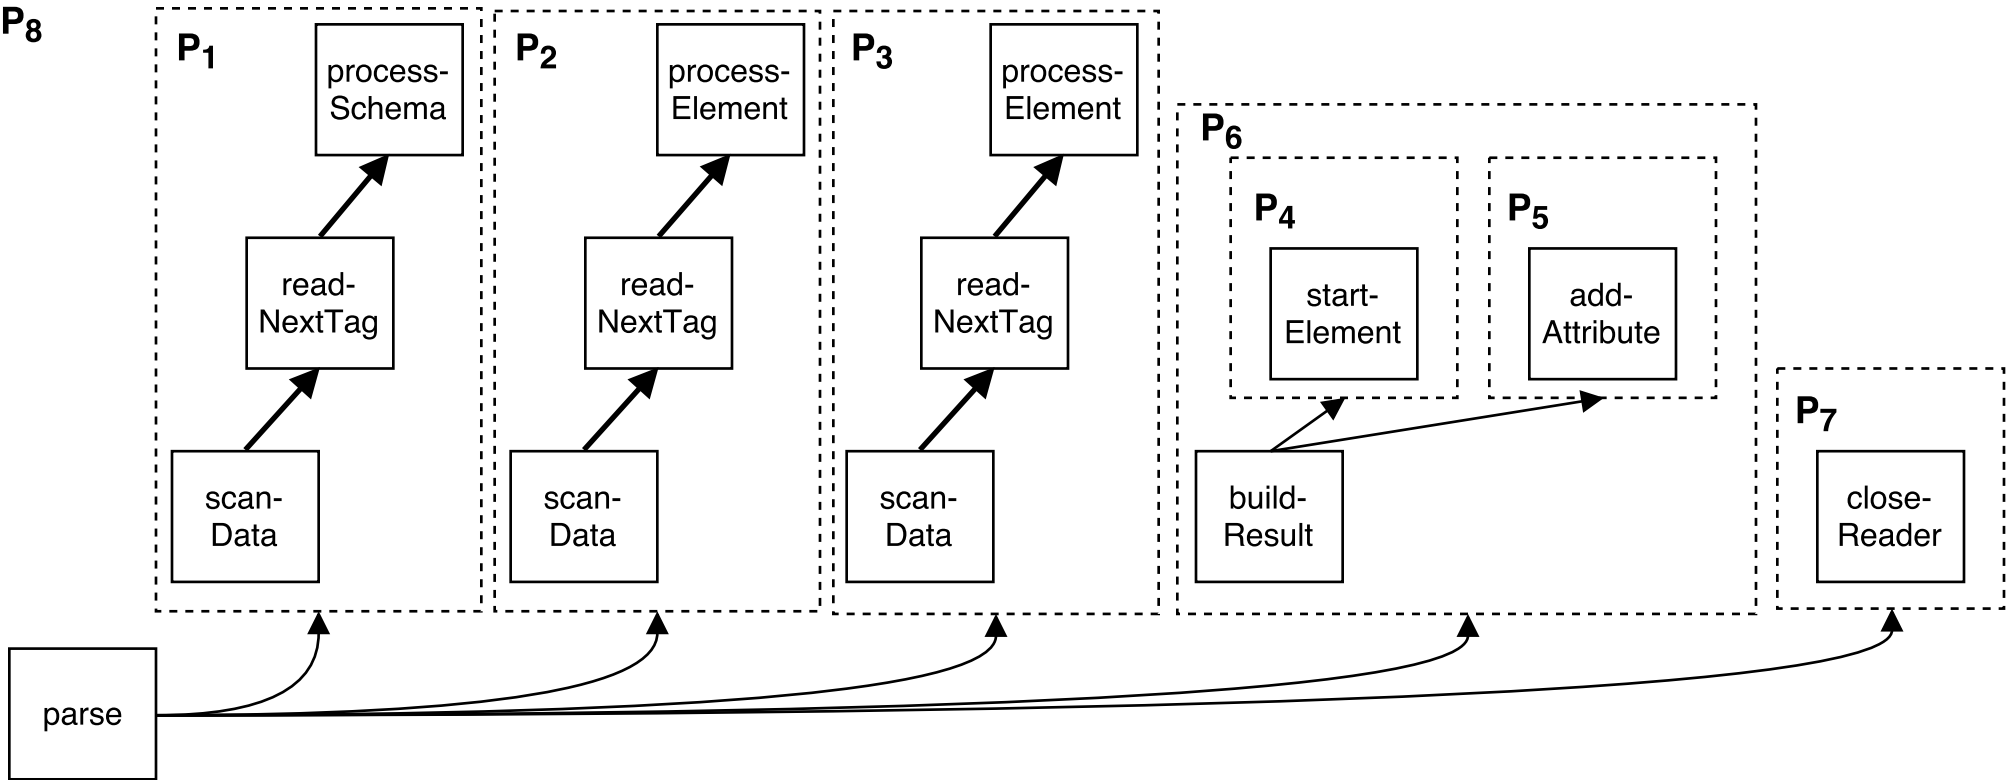 P8
P1
process-
Schema
read-
NextTag
scan-
Data
P2
process-
Element
read-
NextTag
scan-
Data
P3
process-
Element
read-
NextTag
scan-
Data
P6
P4
start-
Element
P5
add-
Attribute
build-
Result
P7
close-
Reader
parse